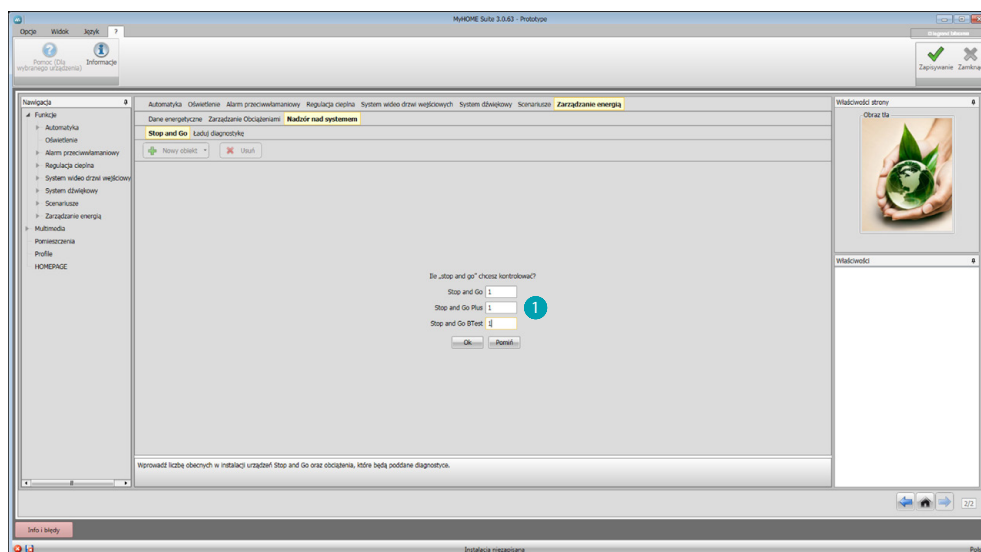 MyHOME Suite 3.0.63 - Prototype
Opcje Widok Język ?
Pomoc (Dla wybranego urządzenia)
Informacje
Zapisywanie
Nawigacja
Funkcje
Automatyka
Oświetlenie
Alarm przeciwwłamaniowy
Regulacja cieplna
System wideo drzwi wejściowy
System dźwiękowy
Scenariusze
Zarządzanie energią
Multimedia
Pomieszczenia
Profile
HOMEPAGE
Automatyka Oświetlenie Alarm przeciwwłamaniowy Regulacja cieplna System wideo drzwi wejściowych System dźwiękowy Scenariusze Zarządzanie energią
Dane energetyczne Zarządzanie Obciążeniami Nadzór nad systemem
Stop and Go Ładuj diagnostykę
Nowy obiekt Usuń
Ile „stop and go” chcesz kontrolować?
Stop and Go 1
Stop and Go Plus 1
1
Stop and Go BTest 1
Ok Pomiń
Wprowadź liczbę obecnych w instalacji urządzeń Stop and Go oraz obciążenia, które będą poddane diagnostyce.
Właściwości strony
Obraz tła
Właściwości
2/2
Info i błędy
Instalacja niezapisana